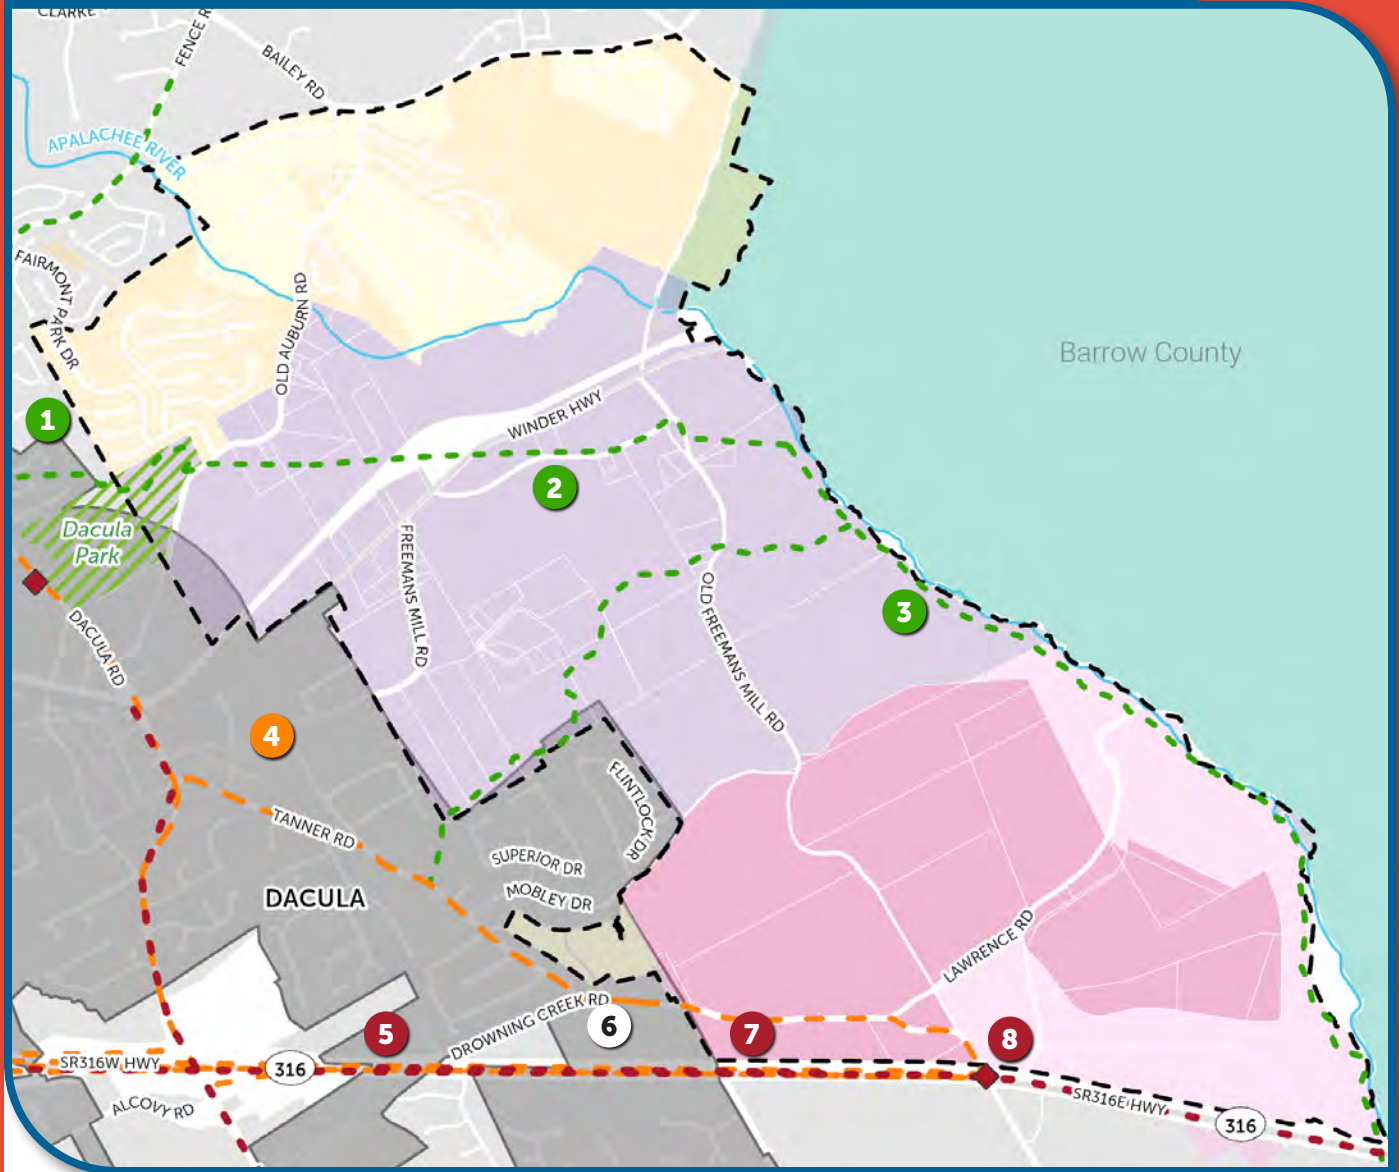 CLARKE
FENCE R
BAILEY RD
APALACHEE RIVER
FAIRMONT PARK DR
OLD AUBURN RD
Barrow County
1
WINDER HWY
2
Dacula
Park
FREEMANS MILL RD
OLD FREEMANS MILL RD
3
DACULA RD
4
FLINTLOCK DR
TANNER RD
SUPERIOR DR
DACULA
MOBLEY DR
LAWRENCE RD
DROWNING CREEK RD
5
6
7
8
SR316W HWY
316
ALCOVY RD
SR316E HWY
316